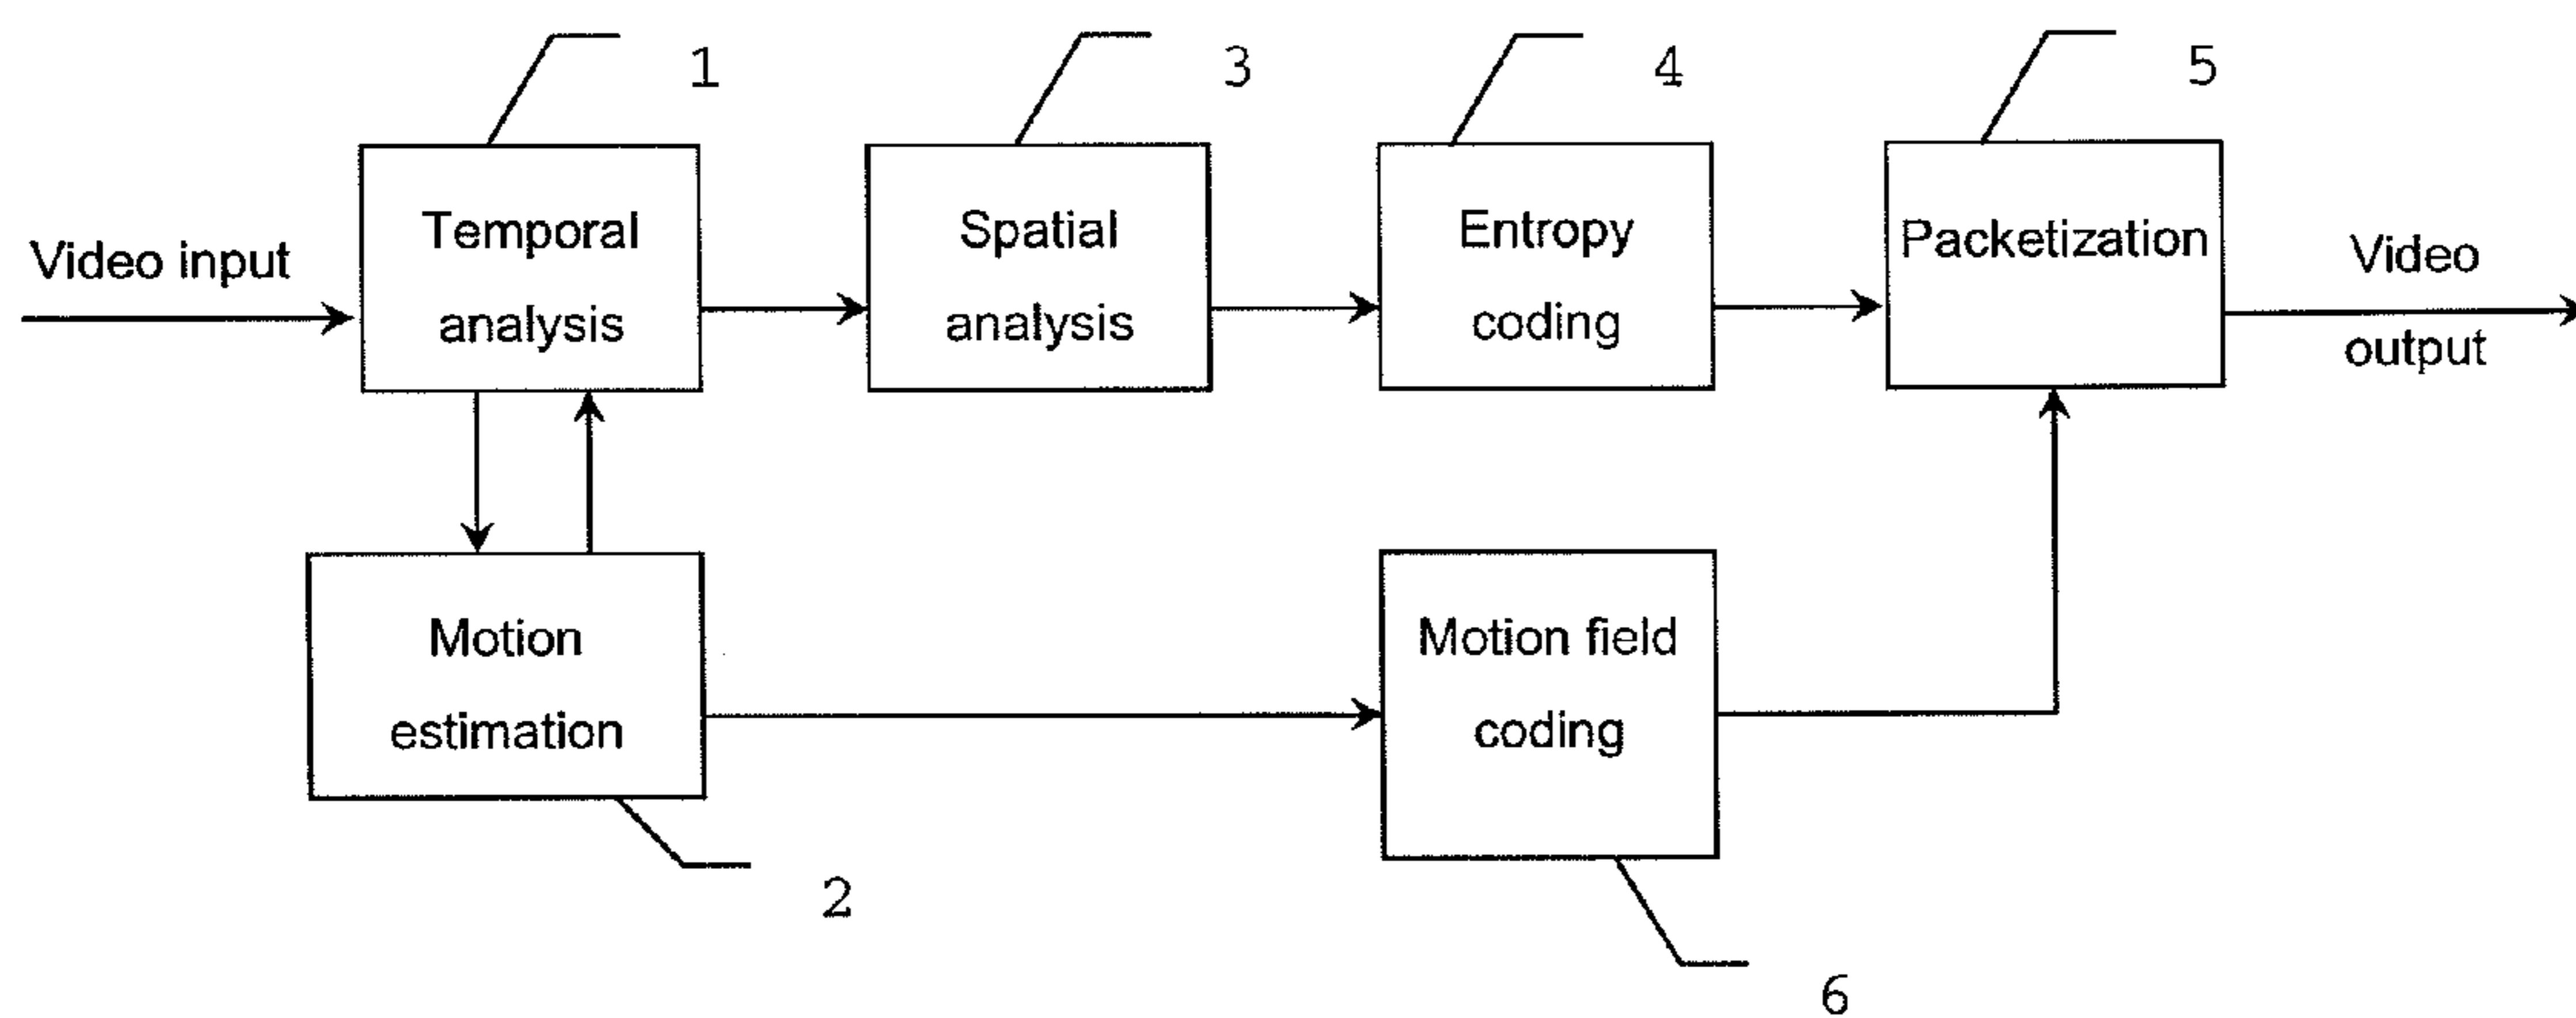 1
3
4
5
Video input
Temporal
analysis
Spatial
analysis
Entropy
coding
Packetization
Video
output
Motion
estimation
Motion field
coding
2
6